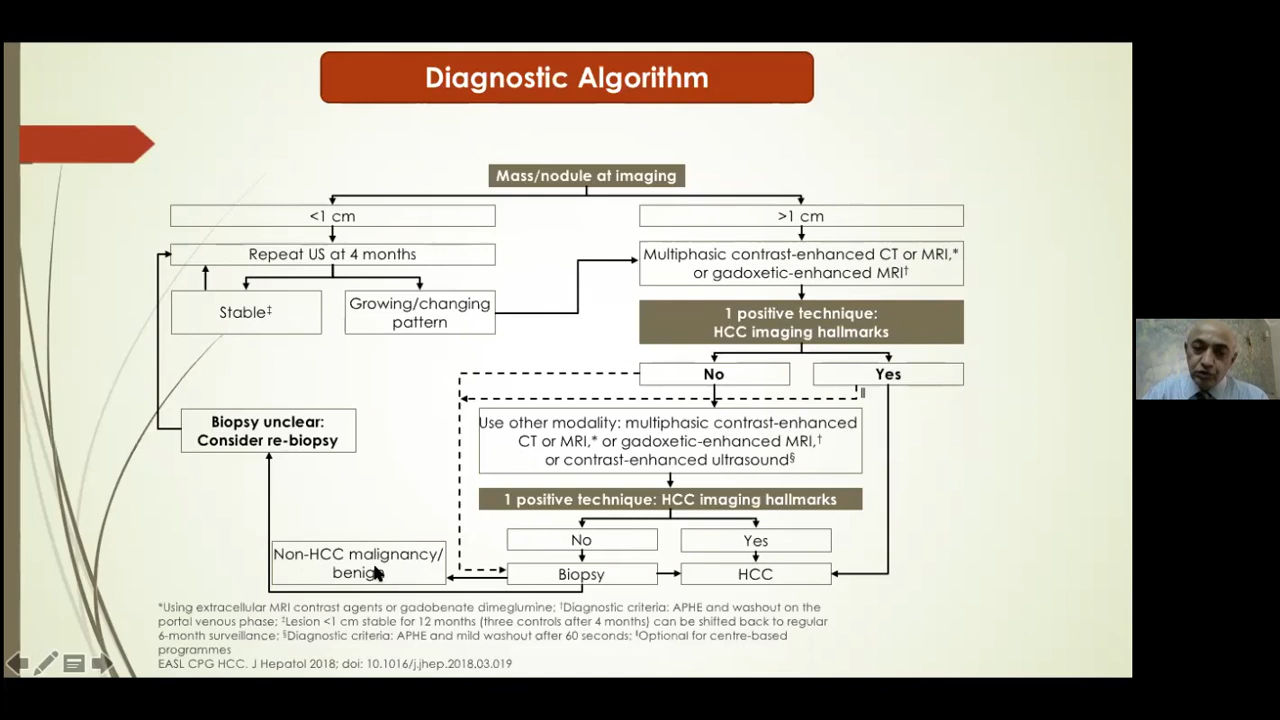 Diagnostic Algorithm
Mass/nodule at imaging
<1 cm
>1 cm
Repeat US at 4 months
Multiphasic contrast-enhanced CT or MRI,*
or gadoxetic-enhanced MRI†
Stable‡
Growing/changing
pattern
1 positive technique:
HCC imaging hallmarks
No
Yes
||
Biopsy unclear:
Consider re-biopsy
Use other modality: multiphasic contrast-enhanced
CT or MRI,* or gadoxetic-enhanced MRI,†
or contrast-enhanced ultrasound§
1 positive technique: HCC imaging hallmarks
No
Yes
Non-HCC malignancy/
benign
Biopsy
HCC
*Using extracellular MRI contrast agents or gadobenate dimeglumine; †Diagnostic criteria: APHE and washout on the
portal venous phase; ‡Lesion <1 cm stable for 12 months (three controls after 4 months) can be shifted back to regular
6-month surveillance; §Diagnostic criteria: APHE and mild washout after 60 seconds; ||Optional for centre-based
programmes
EASL CPG HCC. J Hepatol 2018; doi: 10.1016/j.jhep.2018.03.019